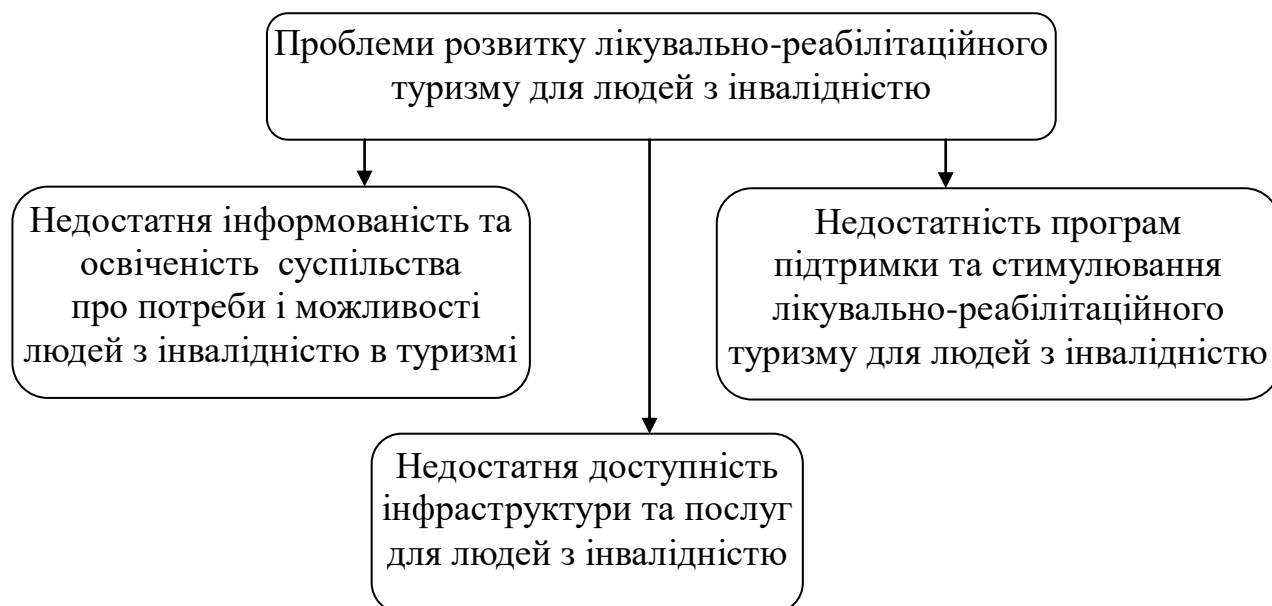 Проблеми розвитку лікувально-реабілітаційного
туризму для людей з інвалідністю
Недостатня інформованість та
освіченість суспільства
про потреби і можливості
людей з інвалідністю в туризмі
Недостатність програм
підтримки та стимулювання
лікувально-реабілітаційного
туризму для людей з інвалідністю
Недостатня доступність
інфраструктури та послуг
для людей з інвалідністю